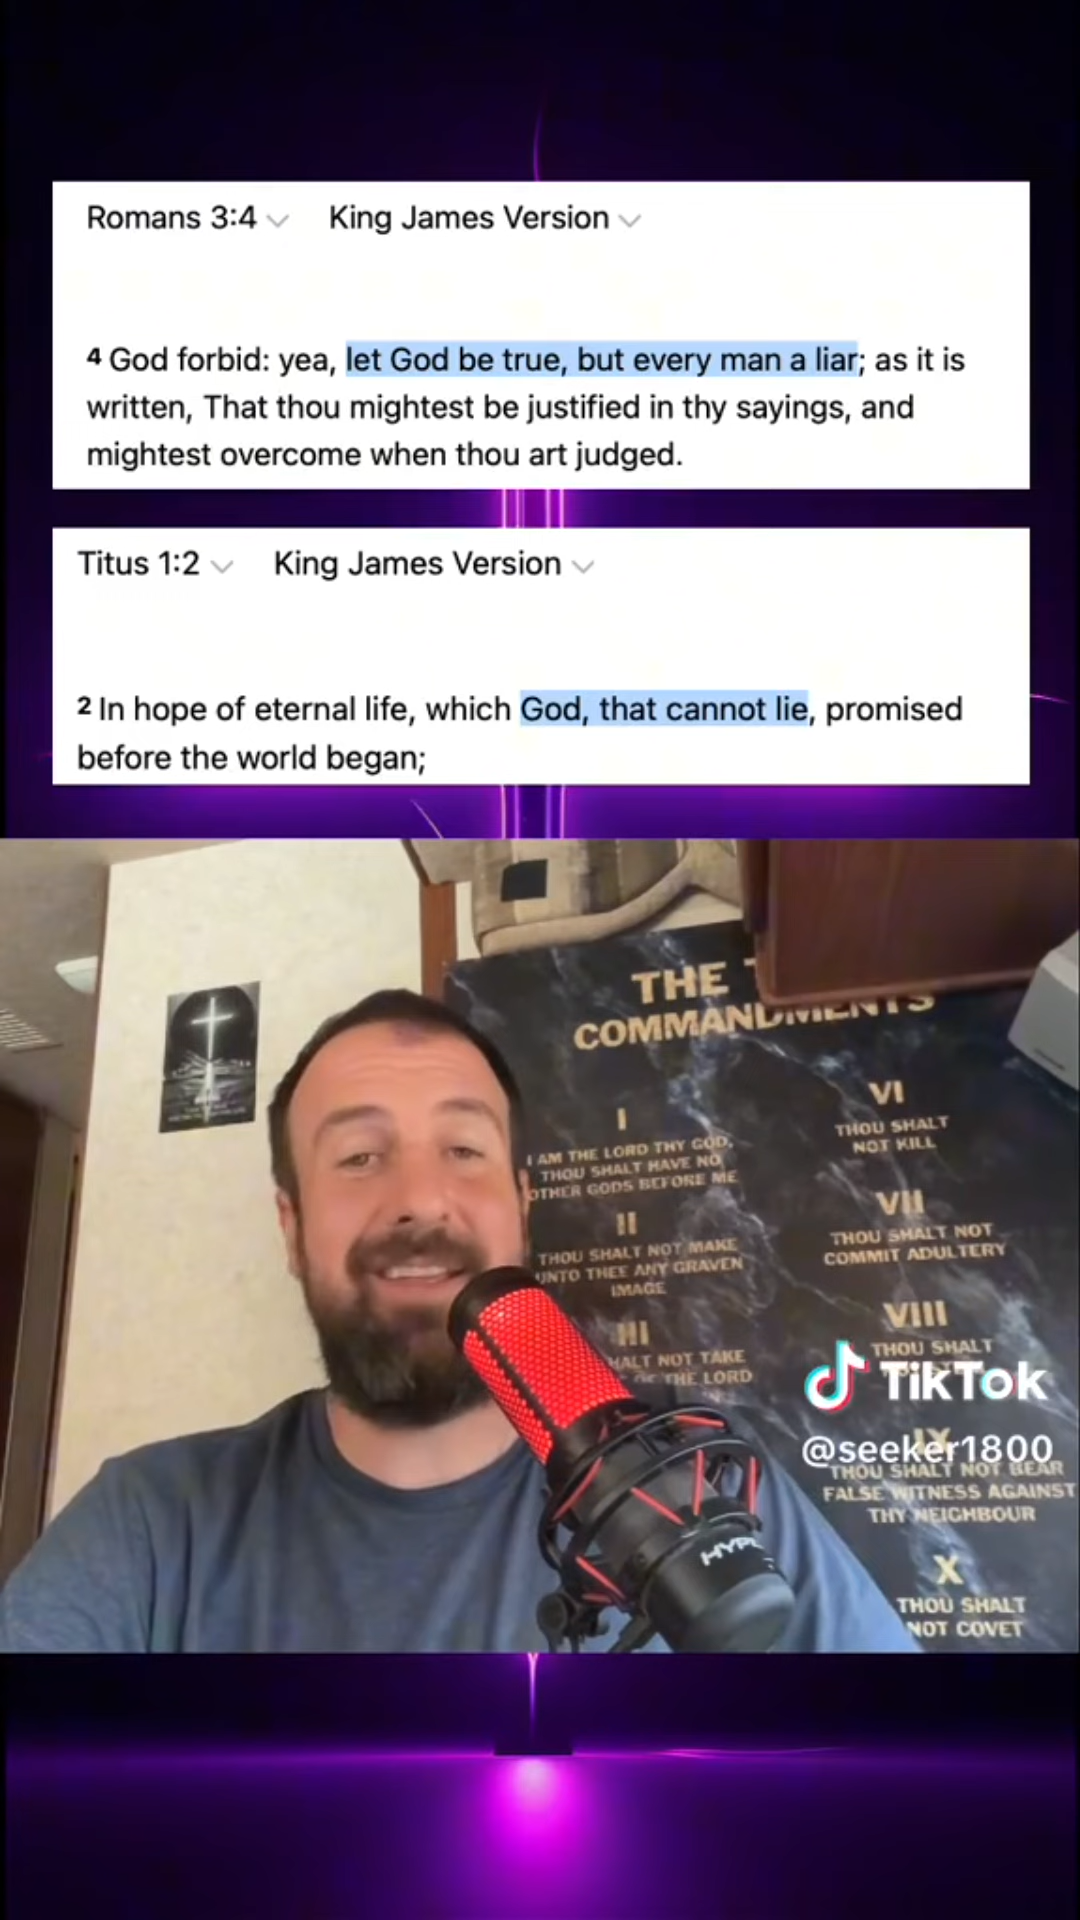 Romans 3:4 King James Version
4 God forbid: yea, let God be true, but every man a liar; as it is
written, That thou mightest be justified in thy sayings, and
mightest overcome when thou art judged.
Titus 1:2 King James Version
2 In hope of eternal life, which God, that cannot lie, promised
before the world began;
THE
COMMANDMENTS
I
I AM THE LORD THY GOD,
THOU SHALT HAVE NO
OTHER GODS BEFORE ME
II
THOU SHALT NOT MAKE
UNTO THEE ANY GRAVEN
IMAGE
III
NOT TAKE
THE LORD
VI
THOU SHALT
NOT KILL
VII
THOU SHALT NOT
COMMIT ADULTERY
VIII
THOU SHALT
TikTok
@seeker1800
IX
THOU SHALT NOT BEAR
FALSE WITNESS AGAINST
THY NEIGHBOUR
X
THOU SHALT
NOT COVET